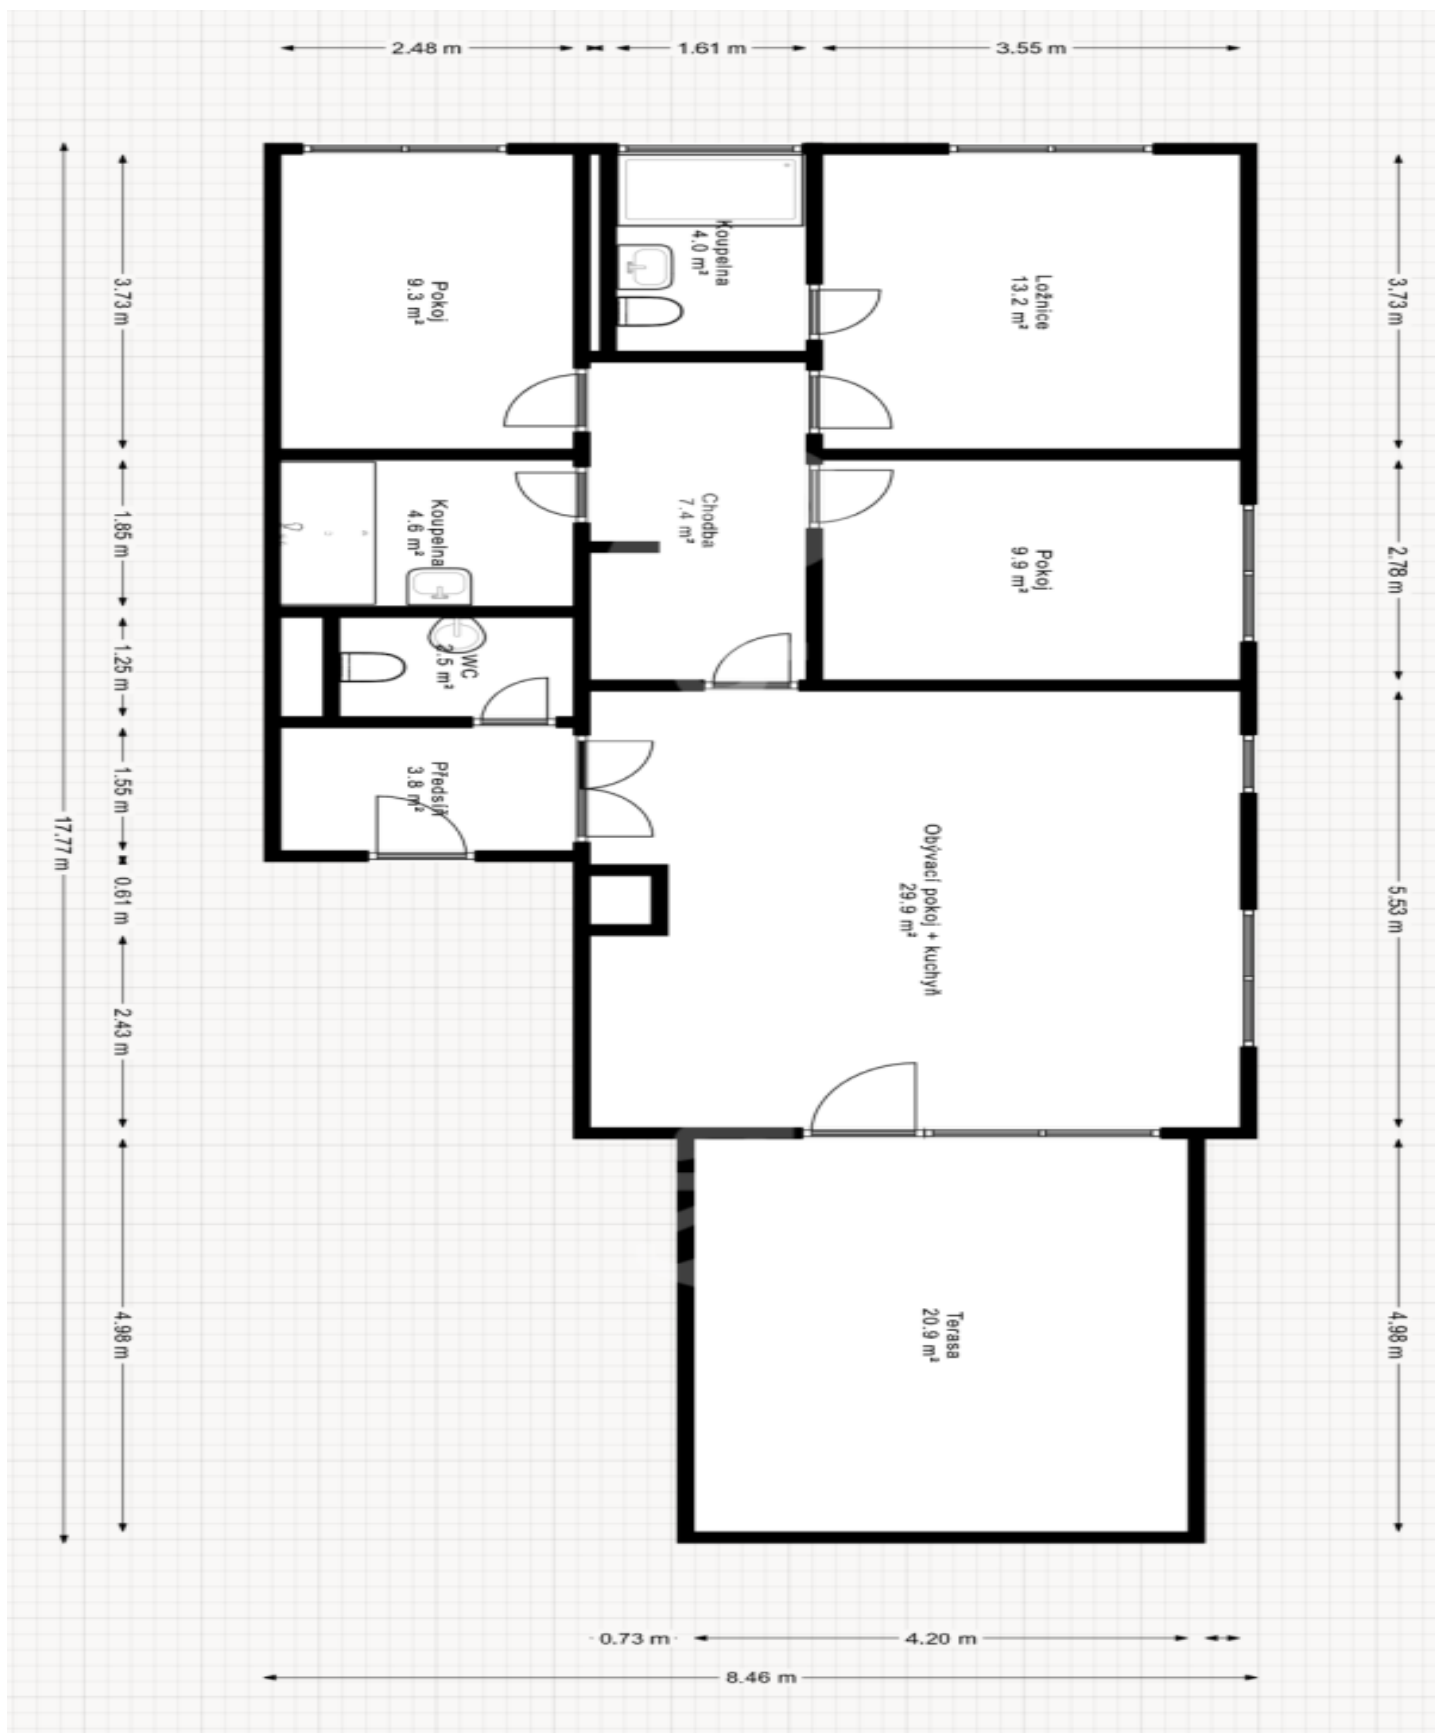 2.48 m
1.61 m
3.55 m
Pokoj
9.3 m²
Koupelna
4.0 m²
Ložnice
13.2 m²
3.73 m
3.73 m
Koupelna
4.6 m²
Chodba
7.4 m²
Pokoj
9.9 m²
1.85 m
2.78 m
WC
2.5 m²
1.25 m
Předsíň
3.8 m²
1.55 m
17.77 m
0.61 m
Obývací pokoj + kuchyň
29.9 m²
5.53 m
2.43 m
Terasa
20.9 m²
4.98 m
4.98 m
0.73 m
4.20 m
8.46 m